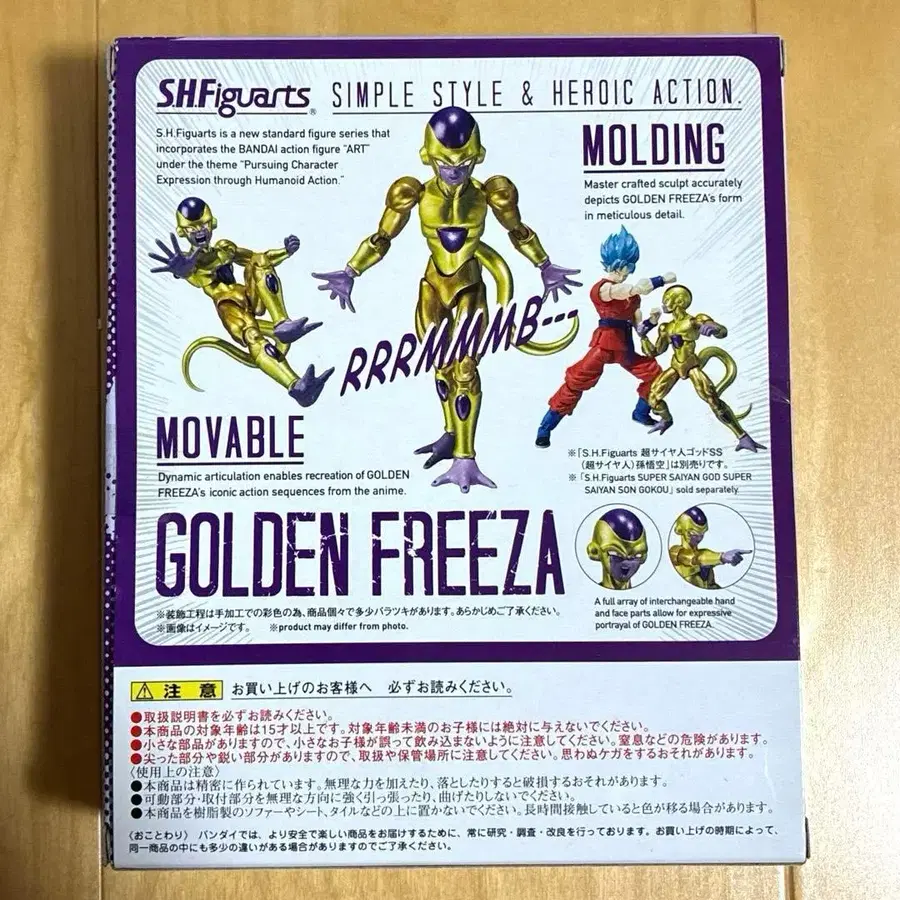 S.H.Figuarts® SIMPLE STYLE & HEROIC ACTION.
S.H.Figuarts is a new standard figure series that
incorporates the BANDAI action figure "ART"
under the theme "Pursuing Character
Expression through Humanoid Action."
MOLDING
Master crafted sculpt accurately
depicts GOLDEN FREEZA's form
in meticulous detail.
RRRMMMB---
MOVABLE
Dynamic articulation enables recreation of GOLDEN
FREEZA's iconic action sequences from the anime.
※「S.H.Figuarts 超サイヤ人ゴッドSS
(超サイヤ人)孫悟空」は別売りです。
※「S.H.Figuarts SUPER SAIYAN GOD SUPER
SAIYAN SON GOKOU」sold separately.
GOLDEN FREEZA
※装飾工程は手加工での彩色の為、商品個々で多少バラツキがあります。あらかじめご了承ください。
※画像はイメージです。 ※product may differ from photo.
A full array of interchangeable hand
and face parts allow for expressive
portrayal of GOLDEN FREEZA.
注意 お買い上げのお客様へ 必ずお読みください。
●取扱説明書を必ずお読みください。
●本商品の対象年齢は15才以上です。対象年齢未満のお子様には絶対に与えないでください。
●小さな部品がありますので、小さなお子様が誤って飲み込まないように注意してください。窒息などの危険があります。
●尖った部分や鋭い部分がありますので、取扱や保管場所に注意してください。思わぬケガをするおそれがあります。
〈使用上の注意〉
●本商品は精密に作られています。無理な力を加えたり、落としたりすると破損するおそれがあります。
●可動部分・取付部分を無理な方向に強く引っ張ったり、曲げたりしないでください。
●本商品を樹脂製のソファーやシート、タイルなどの上に置かないでください。長時間接触していると色が移る場合があります。
〈おことわり〉バンダイでは、より安全で楽しい商品をお届けするために、常に研究・調査・改良を行っております。お買い上げの時期によって、
同一商品の中にも多少の違いがある場合がありますのでご了承ください。